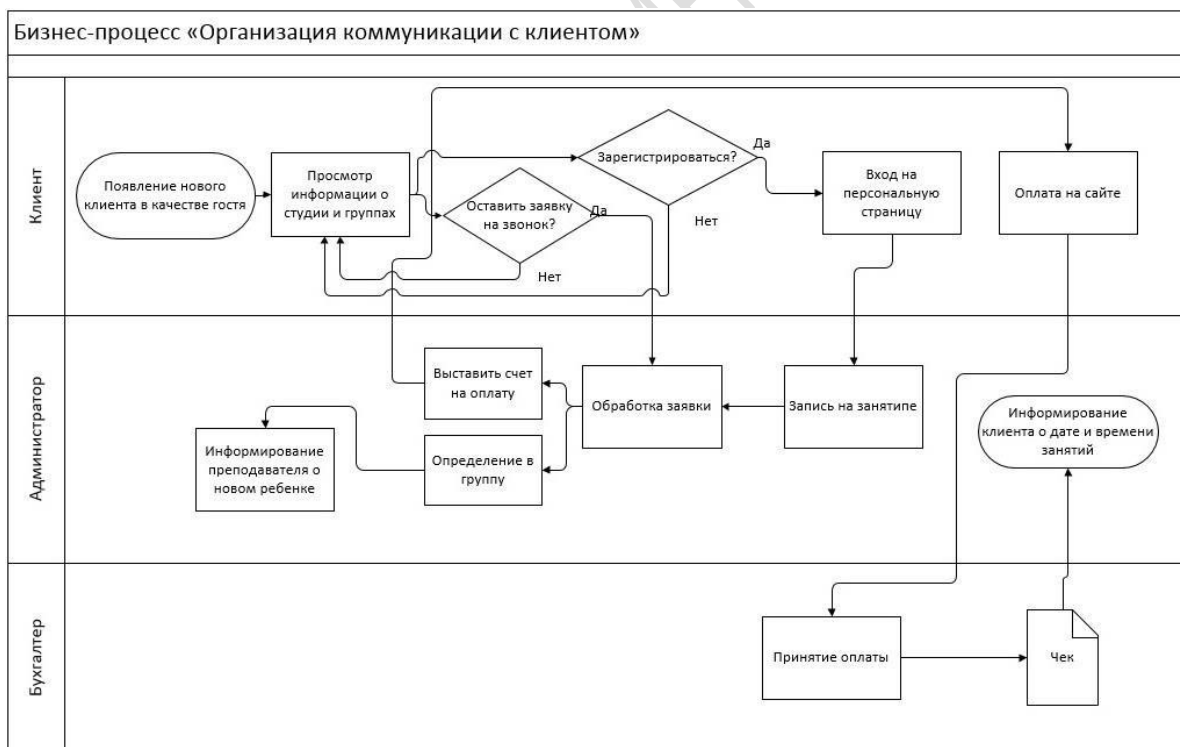 Бизнес-процесс «Организация коммуникации с клиентом»
Клиент
Появление нового
клиента в качестве гостя
Просмотр
информации о
студии и группах
Оставить заявку
на звонок?
Да
Нет
Зарегистрироваться?
Да
Нет
Вход на
персональную
страницу
Оплата на сайте
Администратор
Выставить счет
на оплату
Обработка заявки
Запись на занятипе
Информирование
клиента о дате и времени
занятий
Информирование
преподавателя о
новом ребенке
Определение в
группу
Бухгалтер
Принятие оплаты
Чек